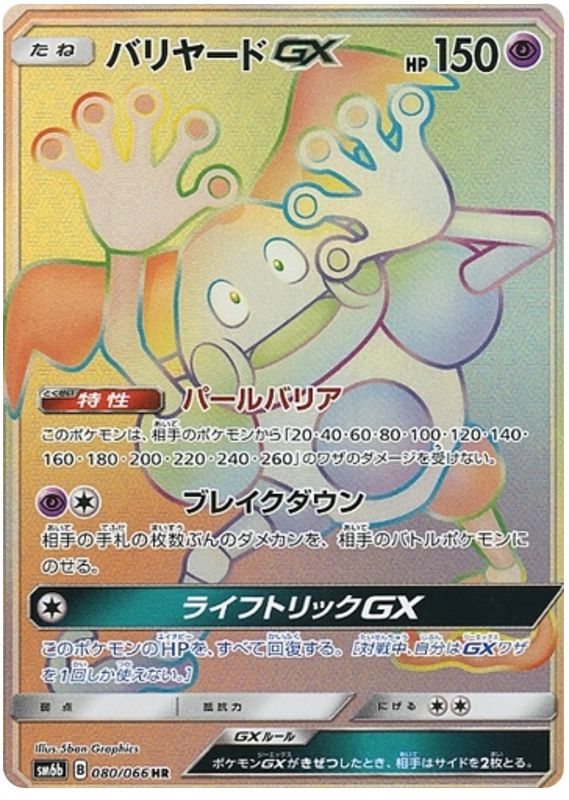 たね バリヤードGX HP150
とくせい
特性 パールバリア
このポケモンは、相手のポケモンから「20・40・60・80・100・120・140・
160・180・200・220・240・260」のワザのダメージを受けない。
ブレイクダウン
相手の手札の枚数ぶんのダメカンを、相手のバトルポケモンに
のせる。
ライフトリックGX
このポケモンのHPを、すべて回復する。[対戦中、自分はGXワザ
を1回しか使えない。]
弱点 抵抗力 にげる
Illus. 5ban Graphics GXルール
sm6b B 080/066 HR ポケモンGXがきぜつしたとき、相手はサイドを2枚とる。